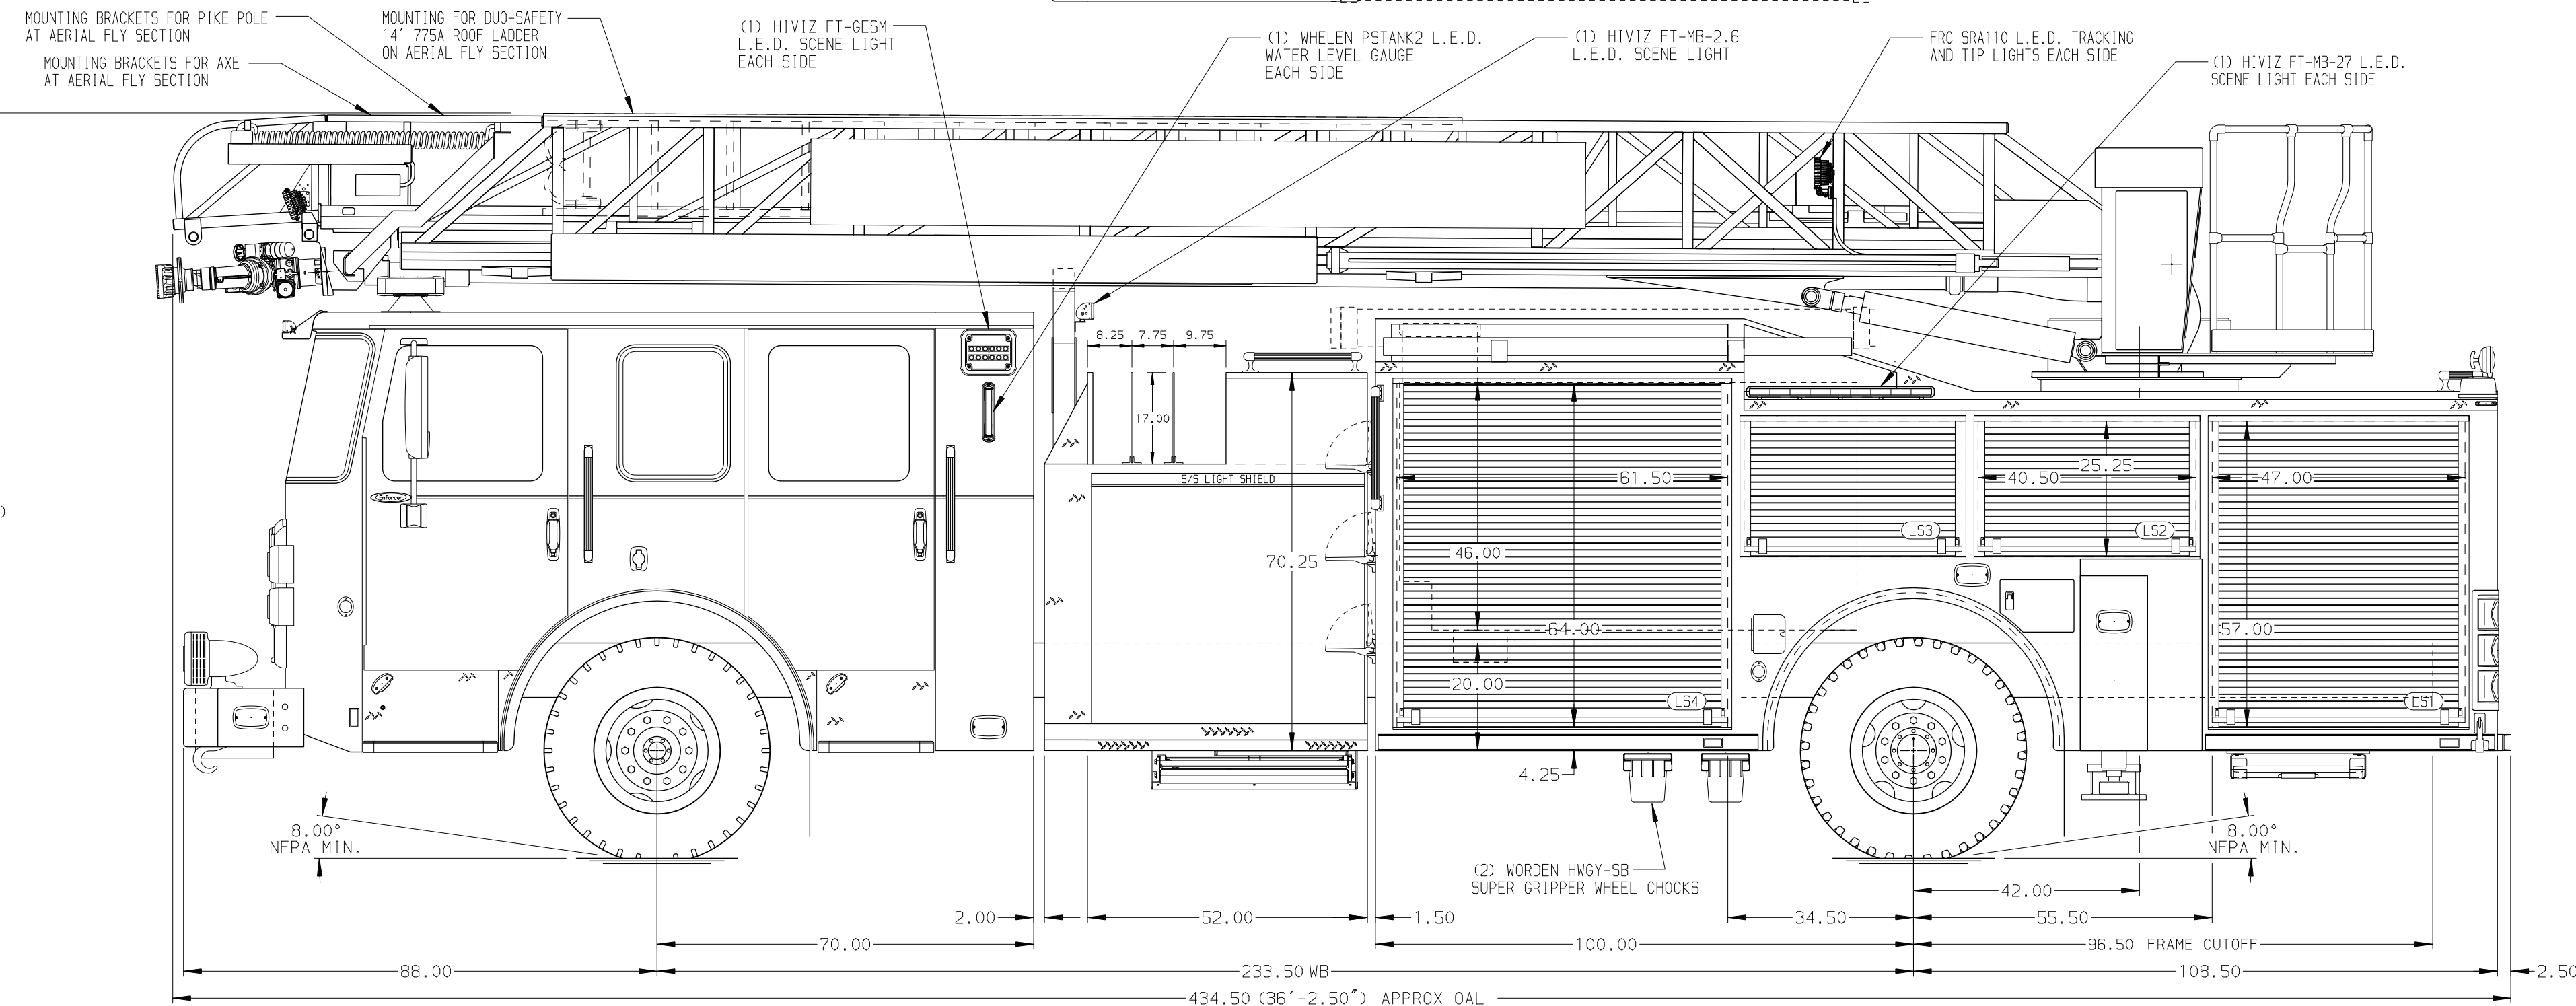 MOUNTING BRACKETS FOR PIKE POLE
AT AERIAL FLY SECTION
MOUNTING BRACKETS FOR AXE
AT AERIAL FLY SECTION
MOUNTING FOR DUO-SAFETY
14' 775A ROOF LADDER
ON AERIAL FLY SECTION
(1) HIVIZ FT-GESM
L.E.D. SCENE LIGHT
EACH SIDE
(1) WHELEN PSTANK2 L.E.D.
WATER LEVEL GAUGE
EACH SIDE
(1) HIVIZ FT-MB-2.6
L.E.D. SCENE LIGHT
FRC SRA110 L.E.D. TRACKING
AND TIP LIGHTS EACH SIDE
(1) HIVIZ FT-MB-27 L.E.D.
SCENE LIGHT EACH SIDE
8.25
7.75
9.75
17.00
S/S LIGHT SHIELD
Enforcer
)
61.50
40.50
25.25
47.00
LS3
LS2
46.00
70.25
64.00
57.00
20.00
LS4
LS1
4.25
8.00°
NFPA MIN.
8.00°
NFPA MIN.
(2) WORDEN HWGY-SB
SUPER GRIPPER WHEEL CHOCKS
42.00
2.00
52.00
1.50
34.50
55.50
70.00
100.00
96.50 FRAME CUTOFF
88.00
233.50 WB
108.50
2.50
434.50 (36'-2.50") APPROX OAL